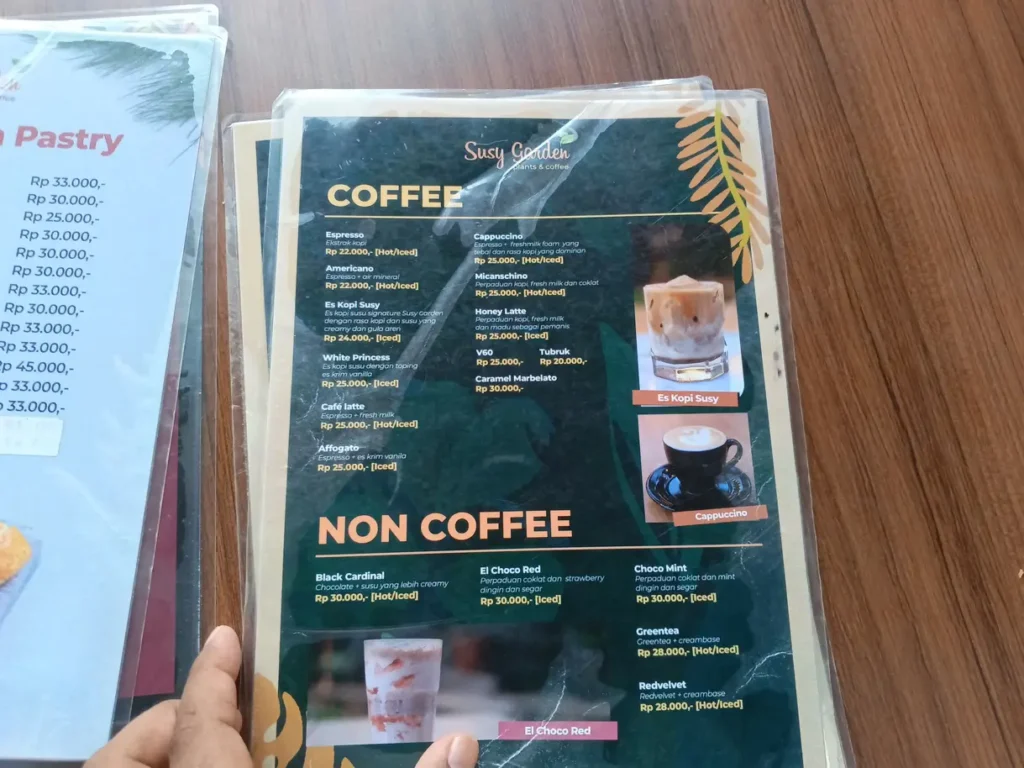 Pastry
Rp 33.000,-
Rp 30.000,-
Rp 25.000,-
Rp 30.000,-
Rp 30.000,-
Rp 30.000,-
Rp 33.000,-
Rp 30.000,-
Rp 33.000,-
Rp 33.000,-
Rp 45.000,-
33.000,-
33.000,-
Susy Garden
plants & coffee
COFFEE
Espresso
Ekstrak kopi
Rp 22.000,- [Hot/Iced]
Americano
Espresso + air mineral
Rp 22.000,- [Hot/Iced]
Es Kopi Susy
Es kopi susu signature Susy Garden
dengan rasa kopi dan susu yang
creamy dan gula aren
Rp 24.000,- [Iced]
White Princess
Es kopi susu dengan toping
es krim vanilla
Rp 25.000,- [Iced]
Café latte
Espresso + fresh milk
Rp 25.000,- [Hot/Iced]
Affogato
Espresso + es krim vanila
Rp 25.000,- [Iced]
Cappuccino
Espresso + freshmilk foam yang
tebal dan rasa kopi yang dominan
Rp 25.000,- [Hot/Iced]
Micanschino
Perpaduan kopi, fresh milk dan coklat
Rp 25.000,- [Hot/Iced]
Honey Latte
Perpaduan kopi, fresh milk
dan madu sebagai pemanis
Rp 25.000,- [Iced]
V60 Tubruk
Rp 25.000,- Rp 20.000,-
Caramel Marbelato
Rp 30.000,-
Es Kopi Susy
Cappuccino
NON COFFEE
Black Cardinal
Chocolate + susu yang lebih creamy
Rp 30.000,- [Hot/Iced]
El Choco Red
Perpaduan coklat dan strawberry
dingin dan segar
Rp 30.000,- [Iced]
Choco Mint
Perpaduan coklat dan mint
dingin dan segar
Rp 30.000,- [Iced]
Greentea
Greentea + creambase
Rp 28.000,- [Hot/Iced]
Redvelvet
Redvelvet + creambase
Rp 28.000,- [Hot/Iced]
El Choco Red